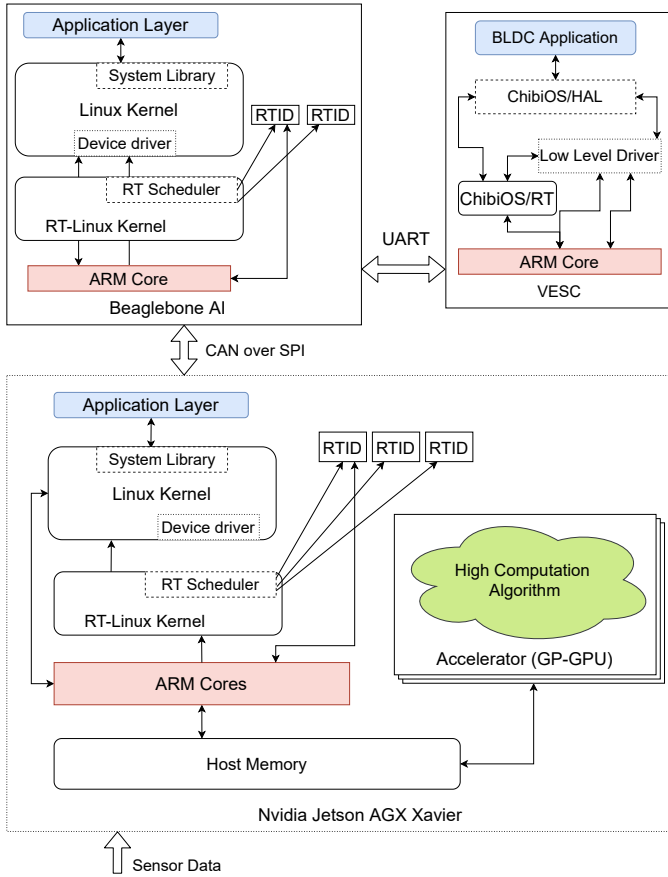 Application Layer
System Library
Linux Kernel
Device driver
RT Scheduler
RT-Linux Kernel
ARM Core
RTID
RTID
Beaglebone AI
UART
BLDC Application
ChibiOS/HAL
Low Level Driver
ChibiOS/RT
ARM Core
VESC
CAN over SPI
Application Layer
System Library
Linux Kernel
Device driver
RT Scheduler
RT-Linux Kernel
RTID
RTID
RTID
ARM Cores
Host Memory
High Computation
Algorithm
Accelerator (GP-GPU)
Nvidia Jetson AGX Xavier
Sensor Data